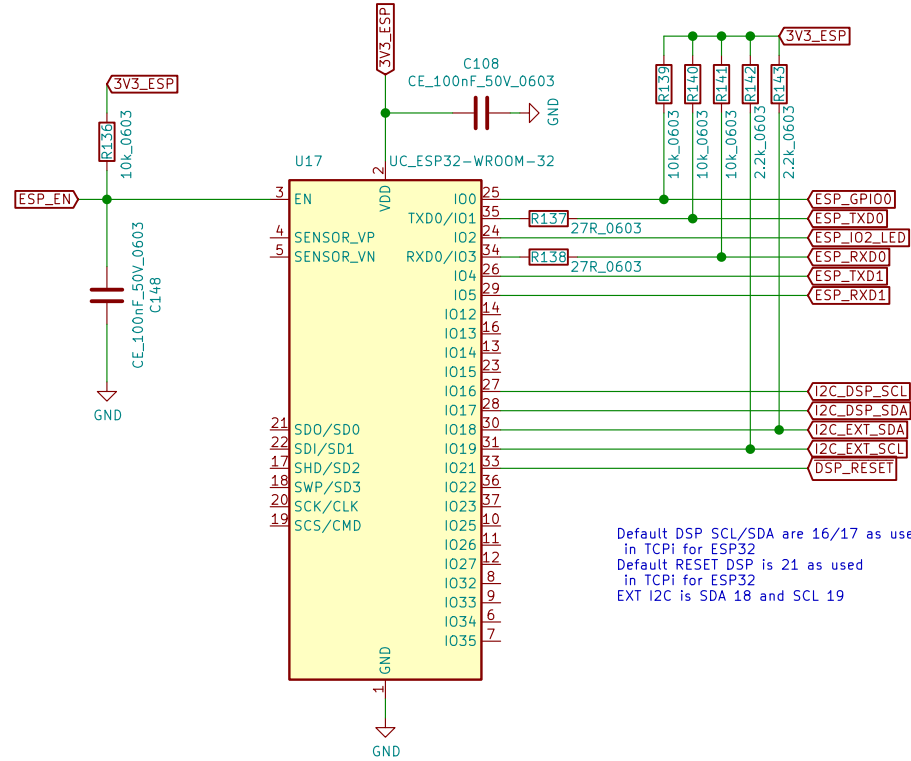 3V3_ESP
3V3_ESP
C108
CE_100nF_50V_0603
GND
3V3_ESP
R136
10k_0603
R139
R140
R141
R142
R143
10k_0603
10k_0603
10k_0603
2.2k_0603
2.2k_0603
U17
UC_ESP32-WROOM-32
ESP_EN
3 EN
2
VDD
IO0 25
ESP_GPIO0
TXD0/IO1 35
R137
27R_0603
ESP_TXD0
4 SENSOR_VP
IO2 24
ESP_IO2_LED
5 SENSOR_VN
RXD0/IO3 34
R138
27R_0603
ESP_RXD0
IO4 26
ESP_TXD1
IO5 29
ESP_RXD1
CE_100nF_50V_0603
C148
GND
IO12 14
IO13 16
IO14 13
IO15 23
IO16 27
I2C_DSP_SCL
IO17 28
I2C_DSP_SDA
21 SDO/SD0
IO18 30
I2C_EXT_SDA
22 SDI/SD1
IO19 31
I2C_EXT_SCL
17 SHD/SD2
IO21 33
DSP_RESET
18 SWP/SD3
IO22 36
20 SCK/CLK
IO23 37
19 SCS/CMD
IO25 10
IO26 11
IO27 12
IO32 8
IO33 9
IO34 6
IO35 7
Default DSP SCL/SDA are 16/17 as use
in TCPi for ESP32
Default RESET DSP is 21 as used
in TCPi for ESP32
EXT I2C is SDA 18 and SCL 19
GND
1
GND